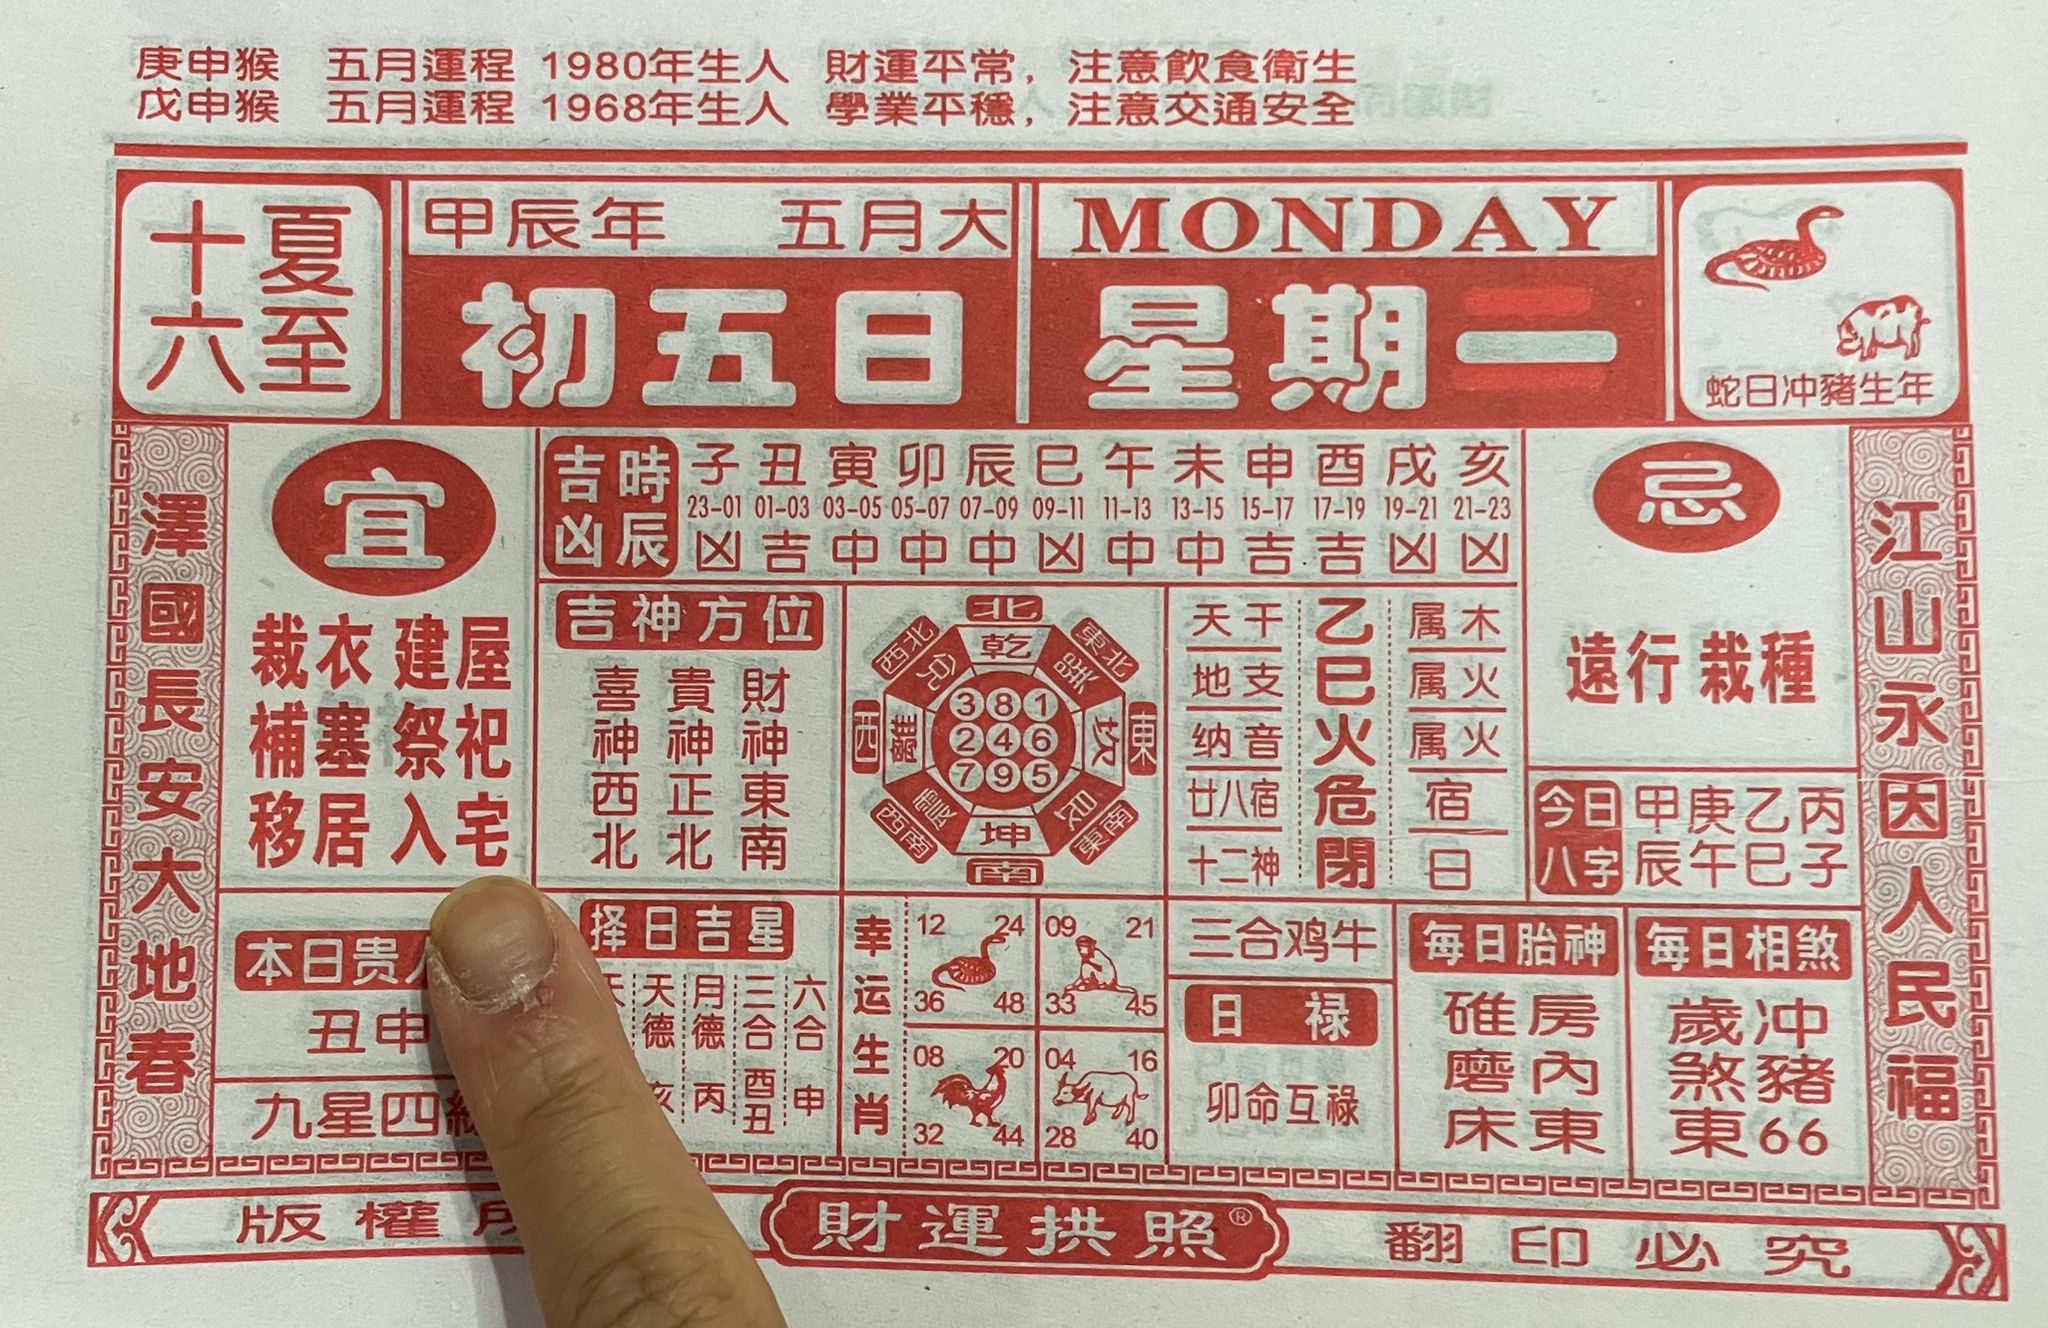 庚申猴 五月運程 1980年生人 財運平常，注意飲食衛生
戊申猴 五月運程 1968年生人 學業平穩，注意交通安全
夏至十六
甲辰年 五月大
初五日
MONDAY
星期一
蛇日冲豬生年
澤國長安大地春
宜
裁衣 建屋
補塞 祭祀
移居 入宅
吉時凶辰
子 丑 寅 卯 辰 巳 午 未 申 酉 戌 亥
23-01 01-03 03-05 05-07 07-09 09-11 11-13 13-15 15-17 17-19 19-21 21-23
凶 吉 中 中 中 凶 中 中 吉 吉 凶 凶
忌
遠行 栽種
江山永因人民福
吉神方位
喜神西北
貴神正北
財神東南
北
西北 東北
乾
兌 巽
3 8 1
西 離 2 4 6 坎 東
7 9 5
震 艮
坤
西南 東南
南
天干 乙 属木
地支 巳 属火
纳音 火 属火
廿八宿 危 宿
十二神 閉 日
今日八字
甲庚乙丙
辰午巳子
本日贵
丑申
九星四
择日吉星
天德
月德 丙
三合 酉丑
六合 申
幸运生肖
12 24 09 21
36 48 33 45
08 20 04 16
32 44 28 40
三合鸡牛
日禄
卯命互祿
每日胎神
碓房
磨內
床東
每日相煞
歲冲
煞豬
東66
版權
財運拱照®
翻印必究